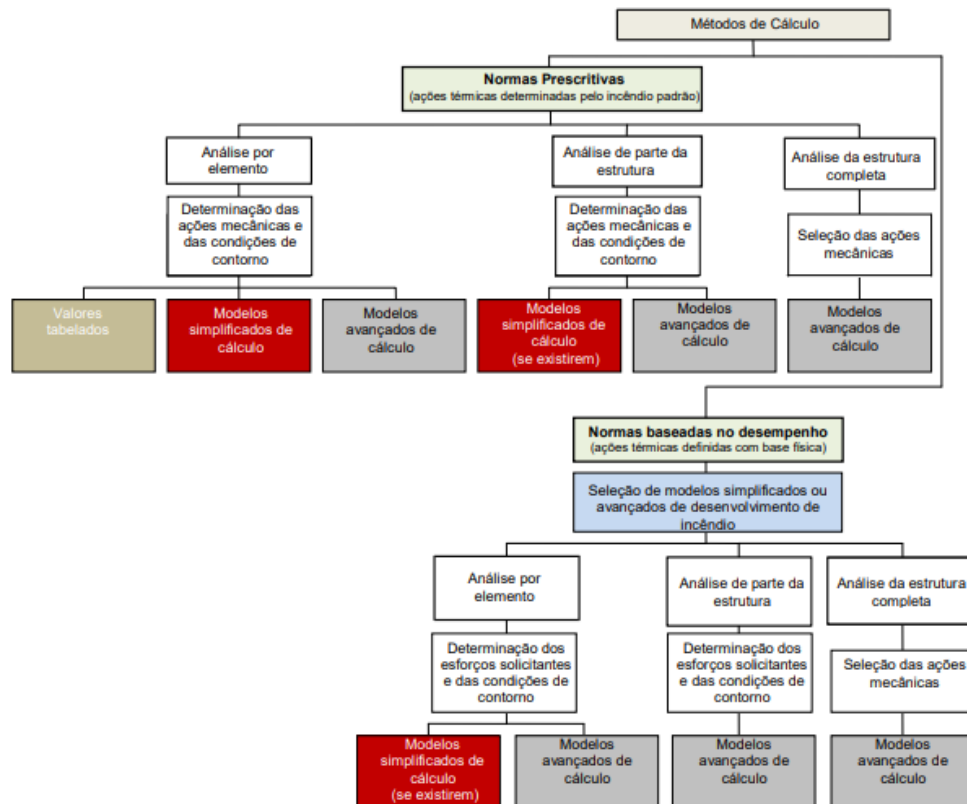 Métodos de Cálculo
Normas Prescritivas
(ações térmicas determinadas pelo incêndio padrão)
Análise por
elemento
Análise de parte da
estrutura
Análise da estrutura
completa
Determinação das
ações mecânicas e
das condições de
contorno
Determinação das
ações mecânicas e
das condições de
contorno
Seleção das ações
mecânicas
Valores
tabelados
Modelos
simplificados de
cálculo
Modelos
avançados de
cálculo
Modelos
simplificados de
cálculo
(se existirem)
Modelos
avançados de
cálculo
Modelos
avançados de cálculo
Normas baseadas no desempenho
(ações térmicas definidas com base física)
Seleção de modelos simplificados ou
avançados de desenvolvimento de
incêndio
Análise por
elemento
Análise de parte da
estrutura
Análise da estrutura
completa
Determinação dos
esforços solicitantes
e das condições de
contorno
Determinação dos
esforços solicitantes
e das condições de
contorno
Seleção das ações
mecânicas
Modelos
simplificados de
cálculo
(se existirem)
Modelos
avançados de cálculo
Modelos
avançados de cálculo
Modelos
avançados de cálculo